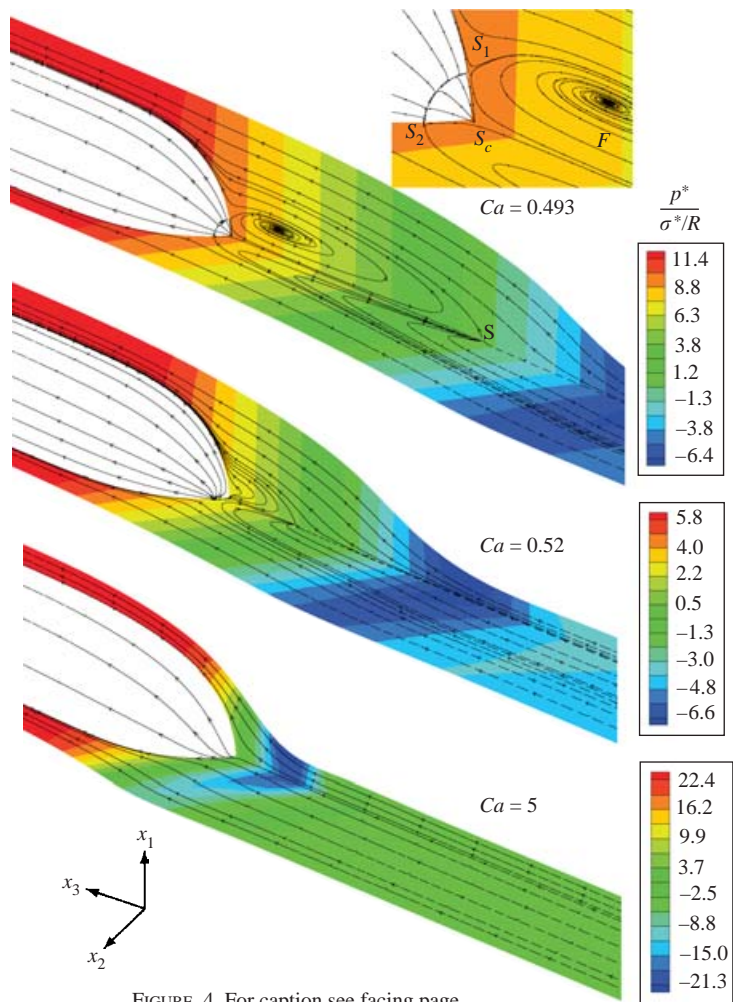 S₁
S₂
S_c
F
Ca = 0.493
p*
σ*/R
11.4
8.8
6.3
3.8
1.2
−1.3
−3.8
−6.4
S
Ca = 0.52
5.8
4.0
2.2
0.5
−1.3
−3.0
−4.8
−6.6
Ca = 5
22.4
16.2
9.9
3.7
−2.5
−8.8
−15.0
−21.3
x₁
x₃
x₂
FIGURE 4. For caption see facing page.